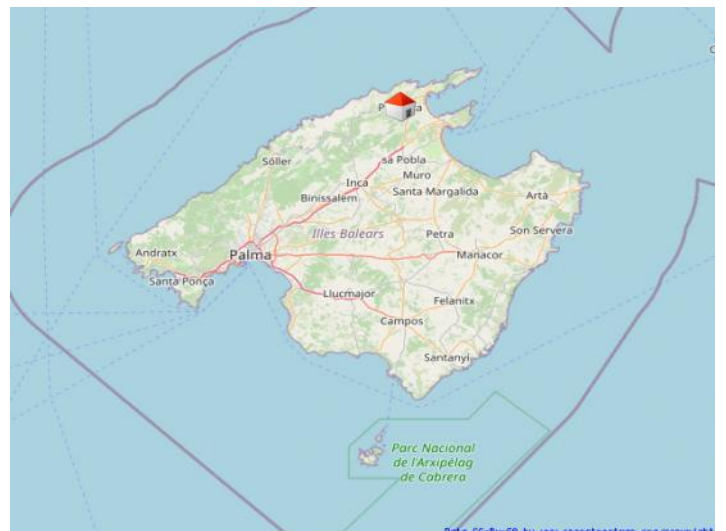 sa Pobla
Sóller
Muro
Inca
Santa Margalida
Artà
Binissalem
Illes Balears
Petra
Son Servera
Andratx
Palma
Manacor
Santa Ponça
Llucmajor
Felanitx
Campos
Santanyí
Parc Nacional
de l'Arxipèlag
de Cabrera